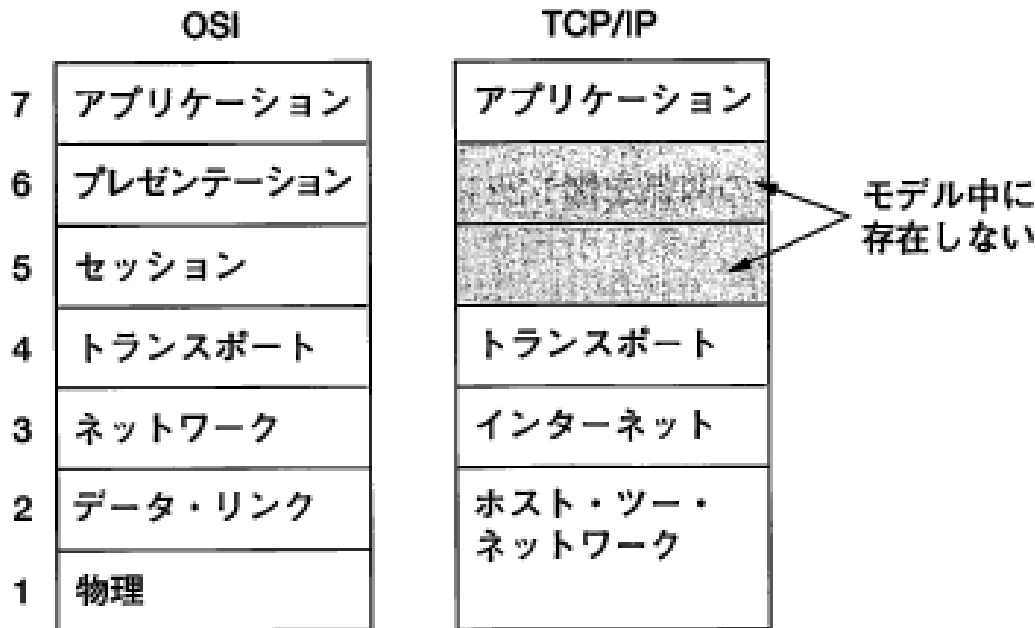 OSI
TCP/IP
7 アプリケーション
アプリケーション
6 プレゼンテーション
モデル中に
存在しない
5 セッション
4 トランスポート
トランスポート
3 ネットワーク
インターネット
2 データ・リンク
ホスト・ツー・
ネットワーク
1 物理